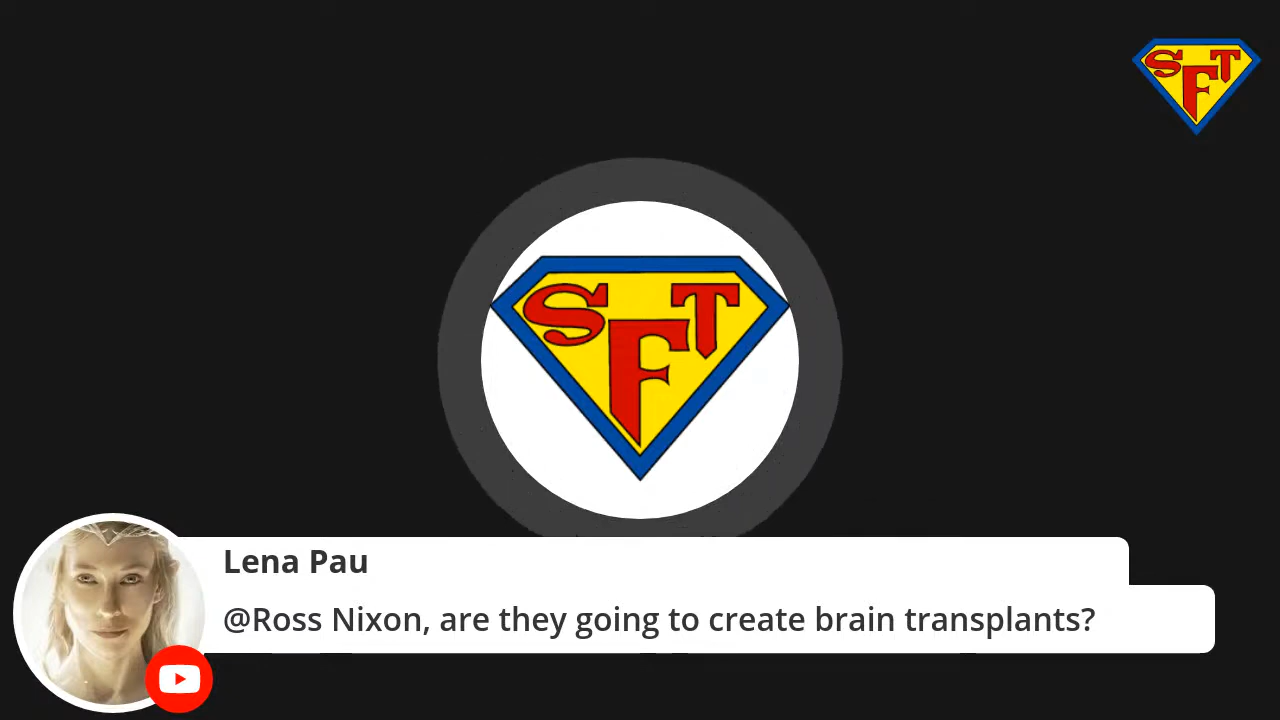 SFT
SFT
Lena Pau
@Ross Nixon, are they going to create brain transplants?